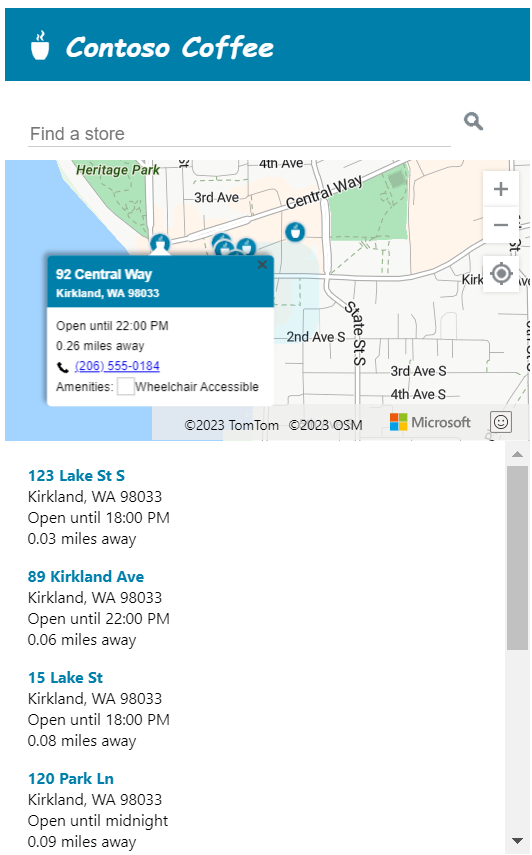 Contoso Coffee
Find a store
Heritage Park
St
4th Ave
3rd Ave
Central Way
92 Central Way
Kirkland, WA 98033
Open until 22:00 PM
0.26 miles away
(206) 555-0184
Amenities: Wheelchair Accessible
2nd Ave S
State St S
3rd Ave S
4th Ave S
©2023 TomTom ©2023 OSM
Microsoft
123 Lake St S
Kirkland, WA 98033
Open until 18:00 PM
0.03 miles away
89 Kirkland Ave
Kirkland, WA 98033
Open until 22:00 PM
0.06 miles away
15 Lake St
Kirkland, WA 98033
Open until 18:00 PM
0.08 miles away
120 Park Ln
Kirkland, WA 98033
Open until midnight
0.09 miles away